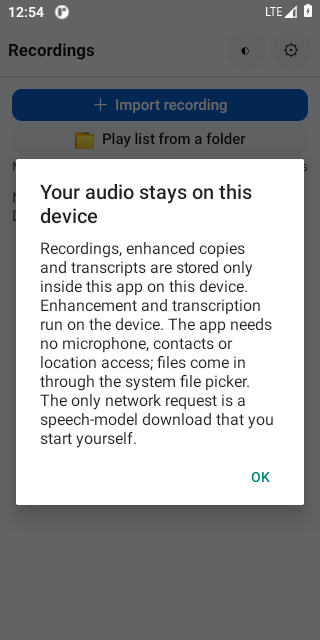 12:54
LTE
Recordings
Import recording
Play list from a folder
Your audio stays on this
device
Recordings, enhanced copies
and transcripts are stored only
inside this app on this device.
Enhancement and transcription
run on the device. The app needs
no microphone, contacts or
location access; files come in
through the system file picker.
The only network request is a
speech-model download that you
start yourself.
OK